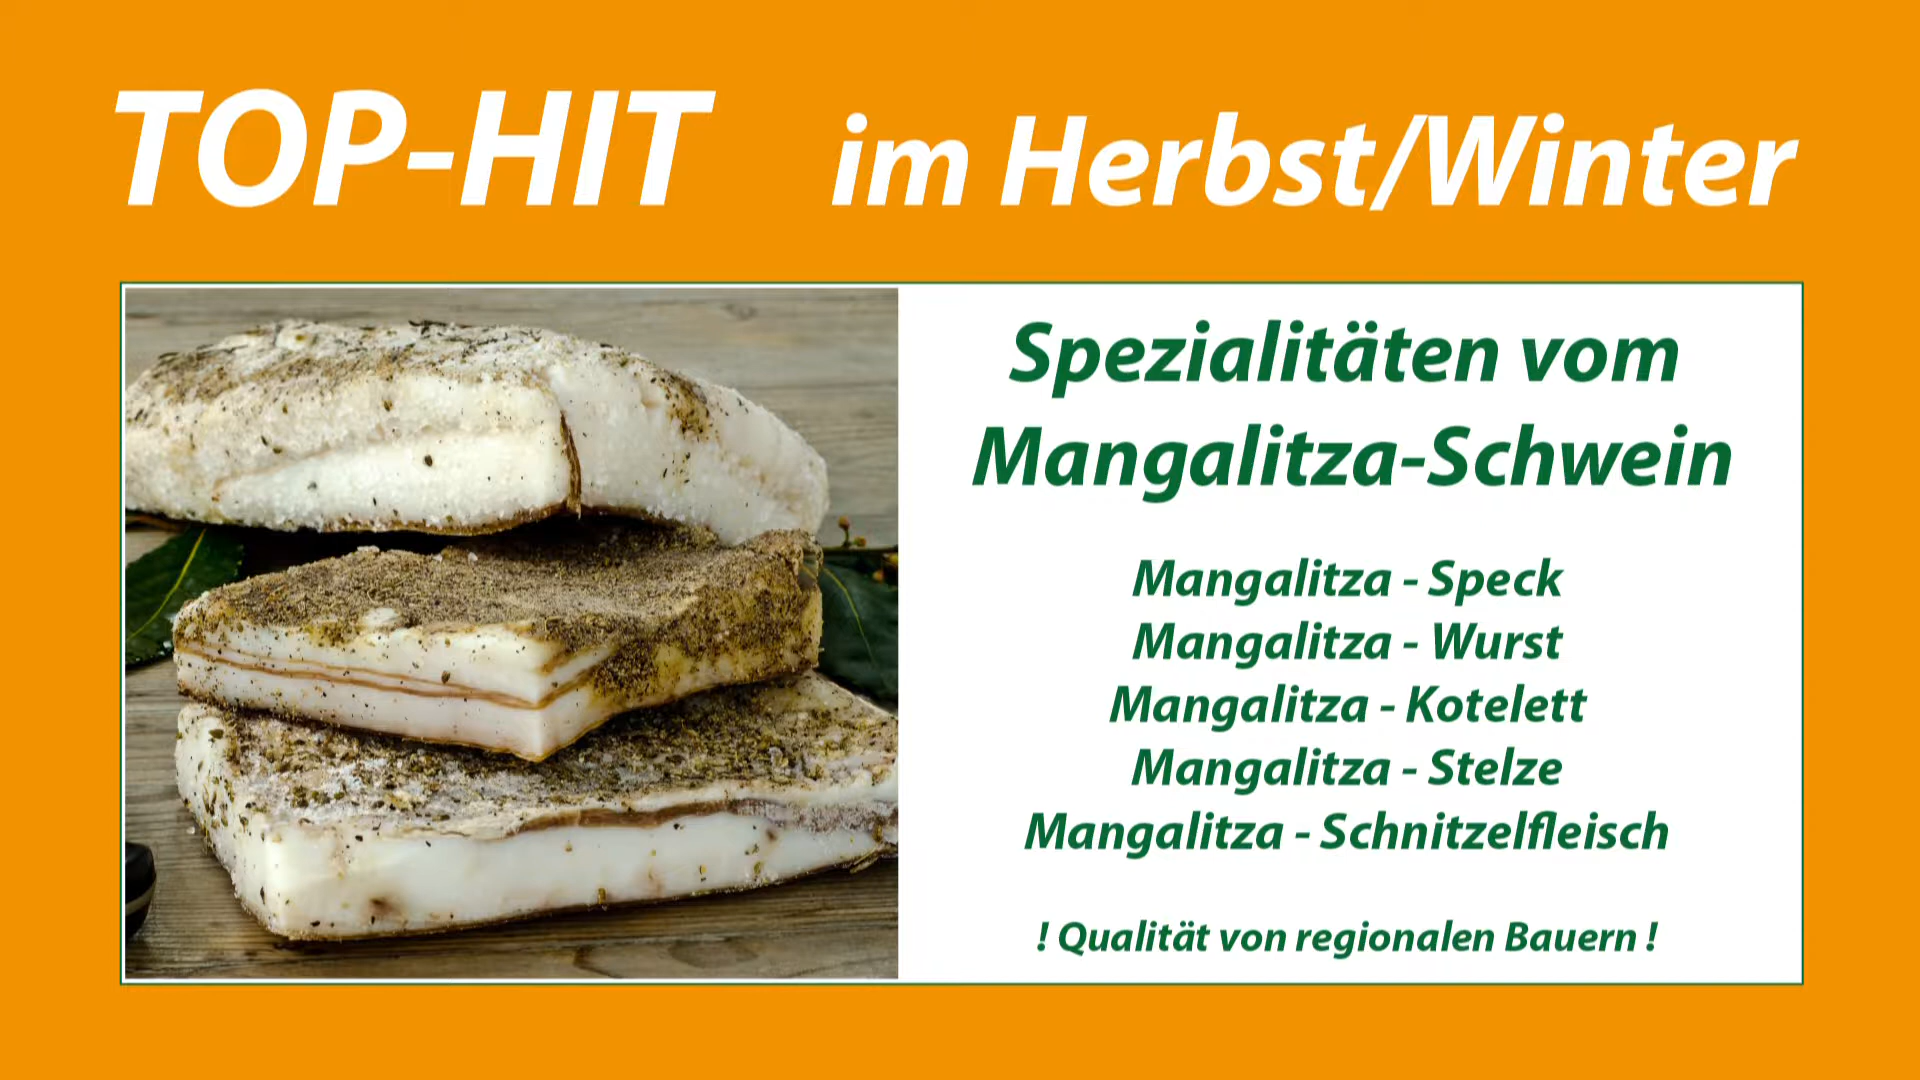 TOP-HIT im Herbst/Winter
Spezialitäten vom
Mangalitza-Schwein
Mangalitza - Speck
Mangalitza - Wurst
Mangalitza - Kotelett
Mangalitza - Stelze
Mangalitza - Schnitzelfleisch
! Qualität von regionalen Bauern !